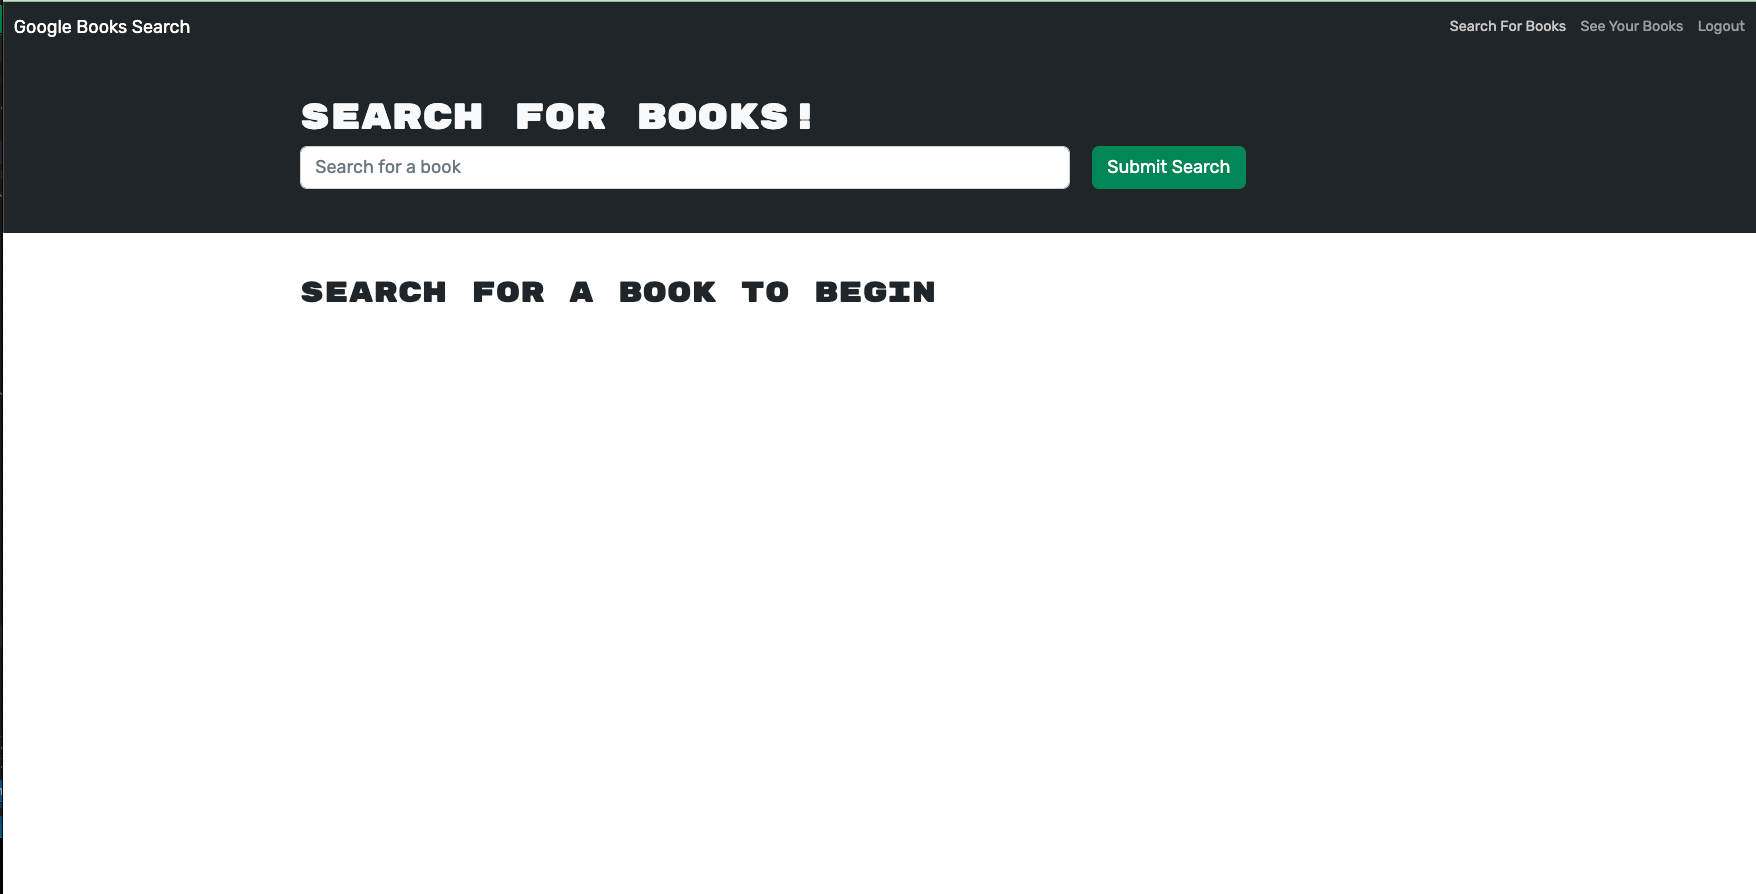 Google Books Search
Search For Books See Your Books Logout
SEARCH FOR BOOKS!
Search for a book
Submit Search
SEARCH FOR A BOOK TO BEGIN